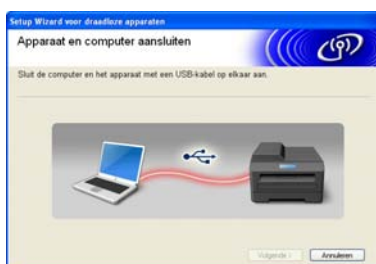 Setup Wizard voor draadloze apparaten
Apparaat en computer aansluiten
Sluit de computer en het apparaat met een USB-kabel op elkaar aan.
Volgende >
Annuleren